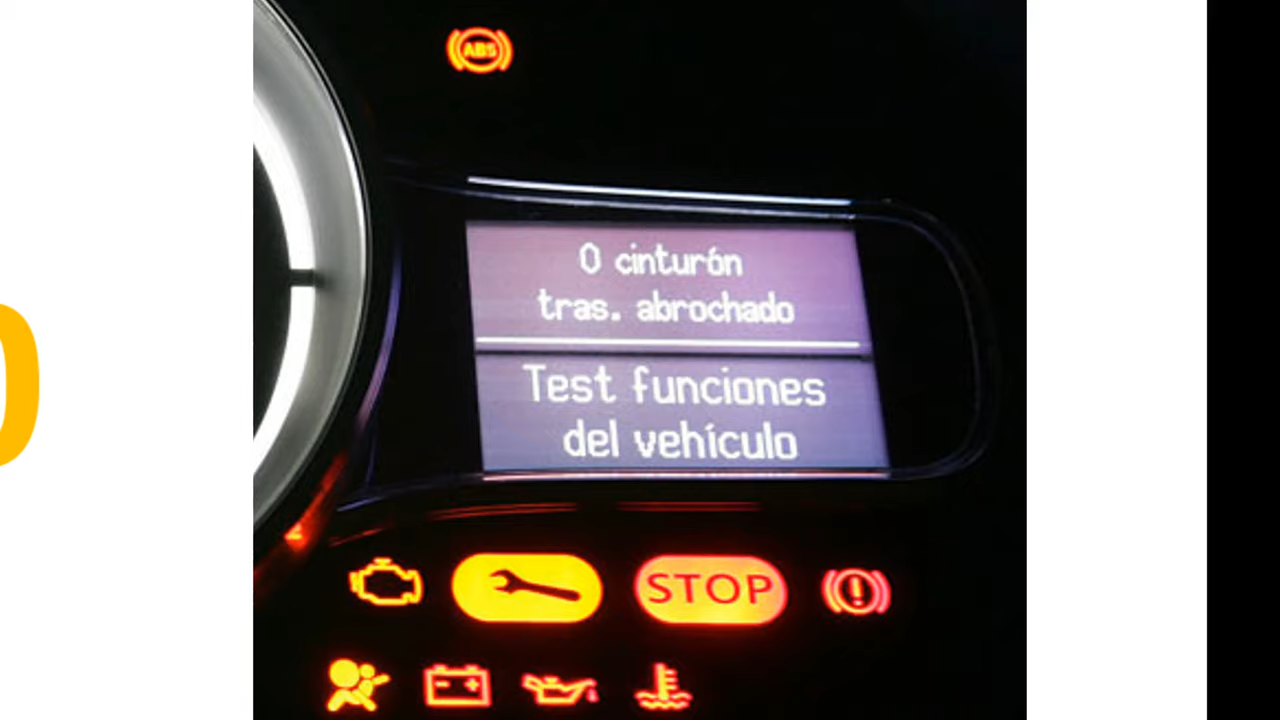 ABS
0 cinturón
tras. abrochado
Test funciones
del vehículo
STOP